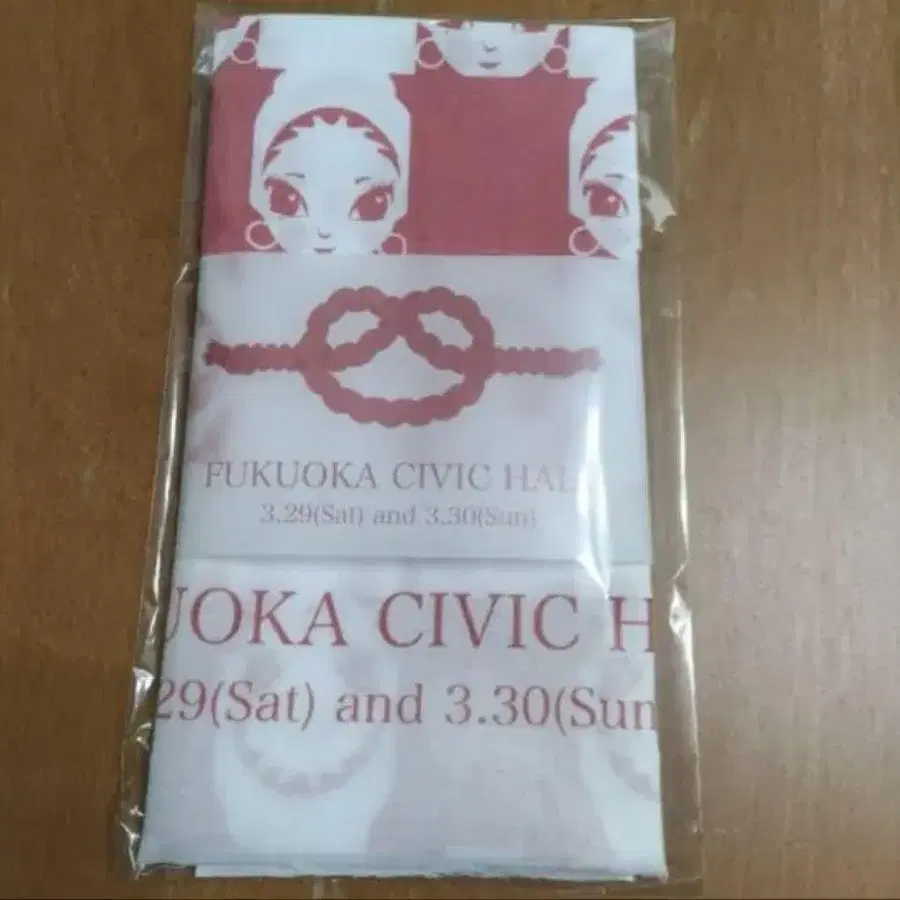 FUKUOKA CIVIC HAL
3.29(Sat) and 3.30(Sun)
UOKA CIVIC H
29(Sat) and 3.30(Sun